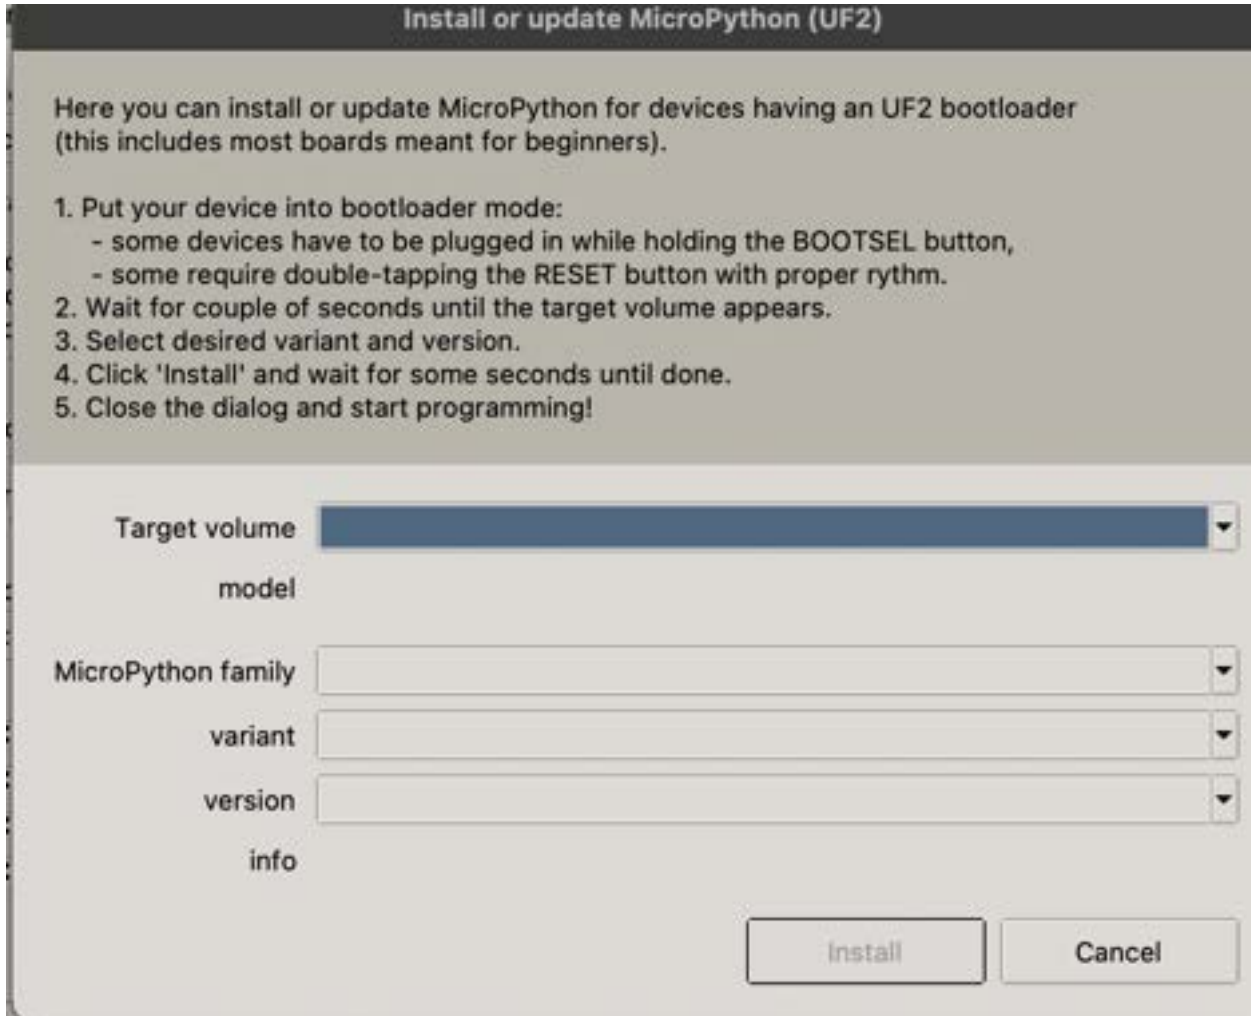 Install or update MicroPython (UF2)
Here you can install or update MicroPython for devices having an UF2 bootloader
(this includes most boards meant for beginners).
1. Put your device into bootloader mode:
- some devices have to be plugged in while holding the BOOTSEL button,
- some require double-tapping the RESET button with proper rythm.
2. Wait for couple of seconds until the target volume appears.
3. Select desired variant and version.
4. Click 'Install' and wait for some seconds until done.
5. Close the dialog and start programming!
Target volume
model
MicroPython family
variant
version
info
Install Cancel